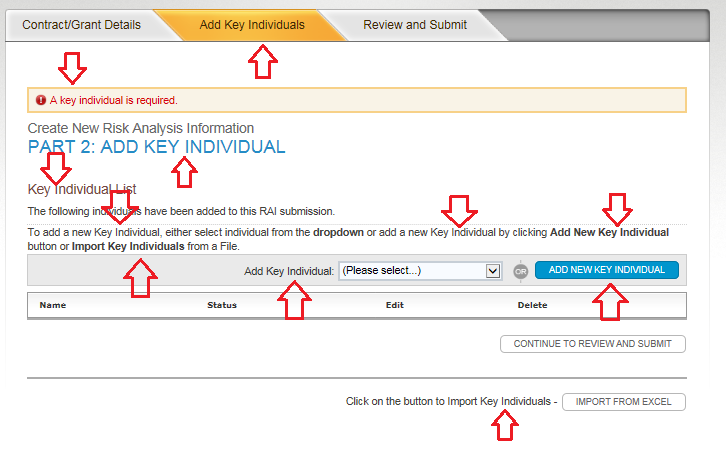 Contract/Grant Details Add Key Individuals Review and Submit
A key individual is required.
Create New Risk Analysis Information
PART 2: ADD KEY INDIVIDUAL
Key Individual List
The following individuals have been added to this RAI submission.
To add a new Key Individual, either select individual from the dropdown or add a new Key Individual by clicking Add New Key Individual
button or Import Key Individuals from a File.
Add Key Individual: (Please select...) OR ADD NEW KEY INDIVIDUAL
Name Status Edit Delete
CONTINUE TO REVIEW AND SUBMIT
Click on the button to Import Key Individuals - IMPORT FROM EXCEL